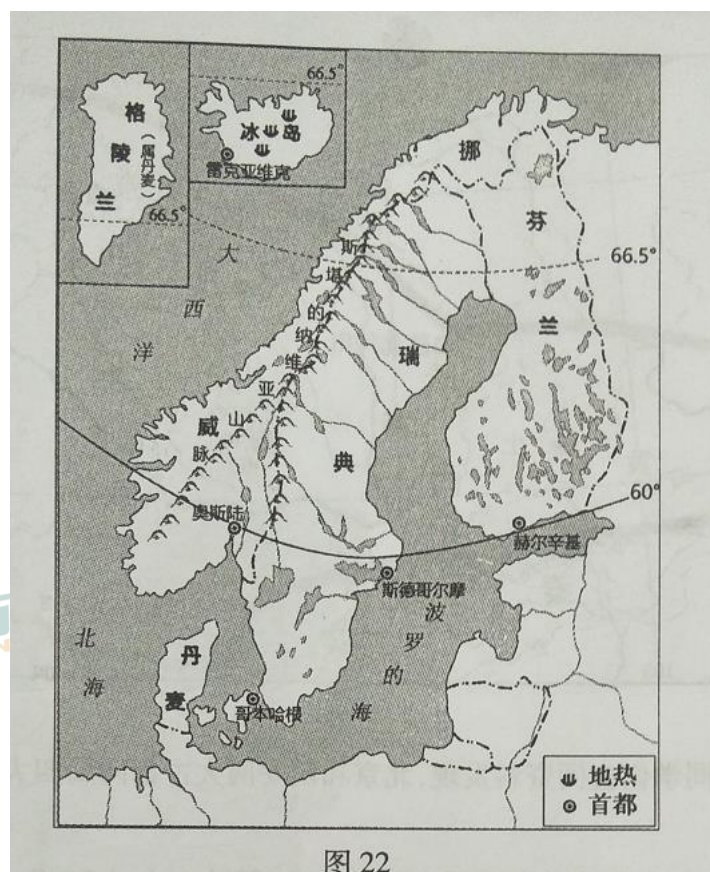 格陵兰
（属丹麦）
66.5°
66.5°
冰岛
雷克亚维克
大西洋
挪威
斯堪的纳维亚山脉
瑞典
芬兰
66.5°
60°
奥斯陆
赫尔辛基
斯德哥尔摩
波罗的海
北海
丹麦
哥本哈根
地热
首都
图 22